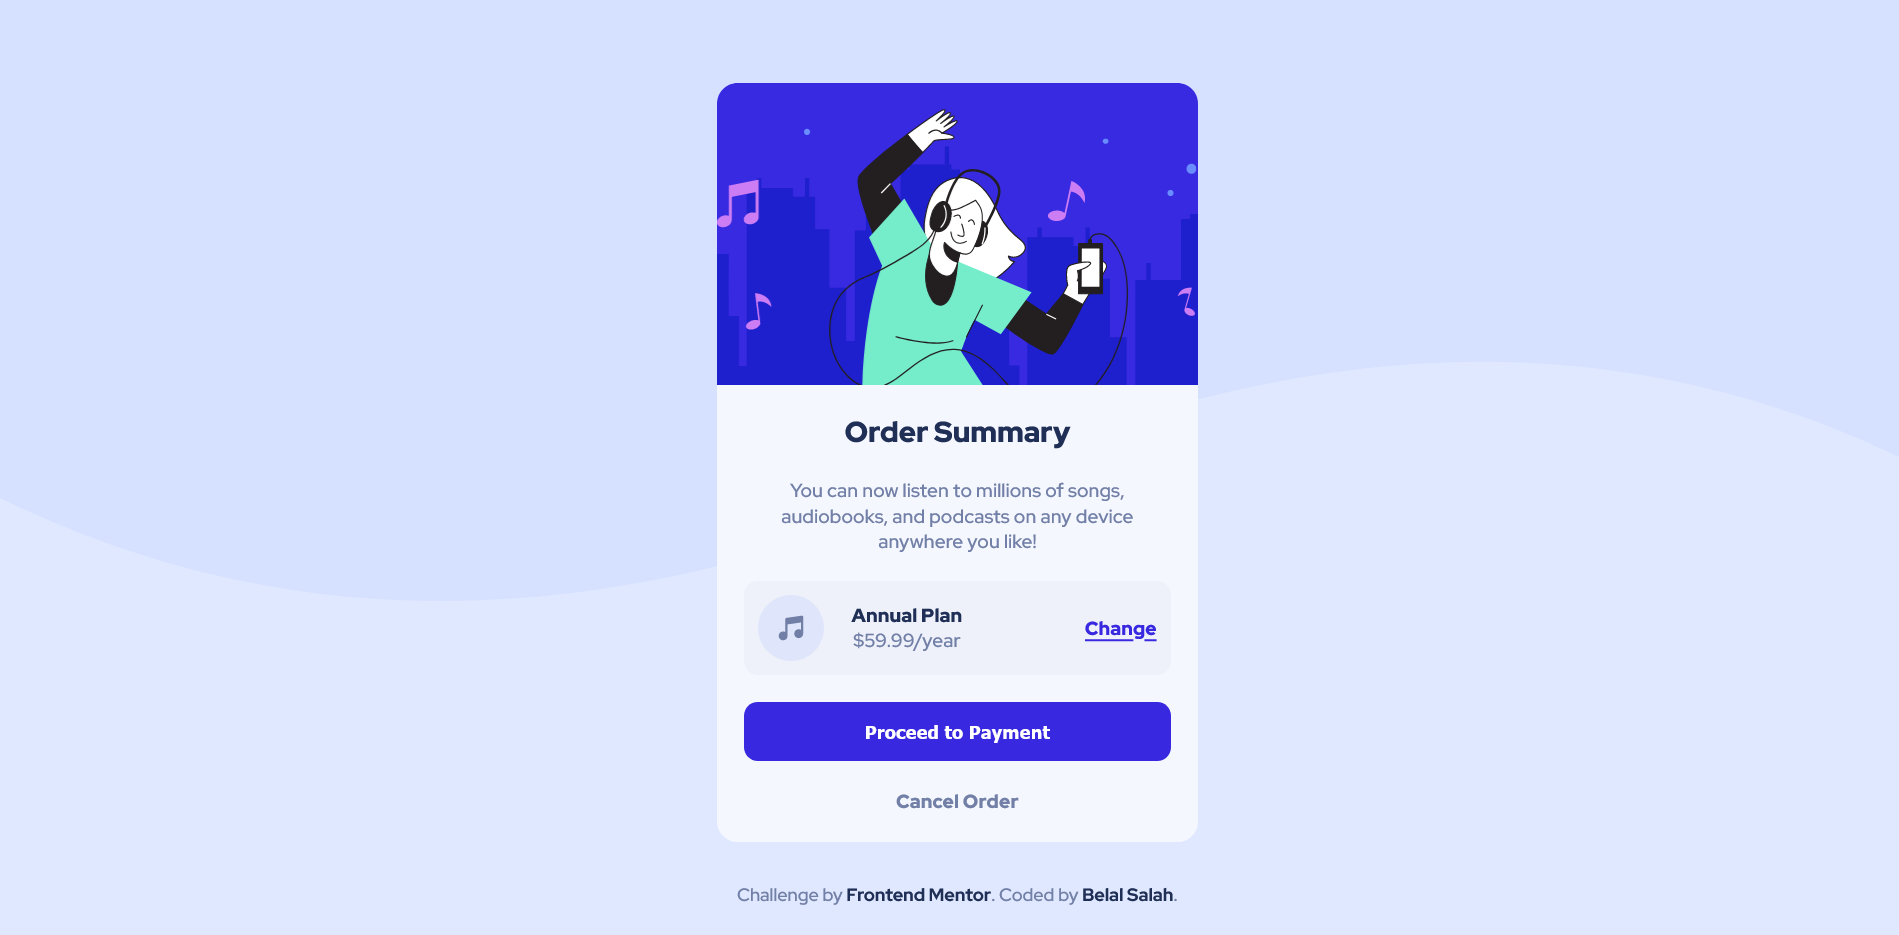 Order Summary
You can now listen to millions of songs,
audiobooks, and podcasts on any device
anywhere you like!
Annual Plan
$59.99/year
Change
Proceed to Payment
Cancel Order
Challenge by Frontend Mentor. Coded by Belal Salah.